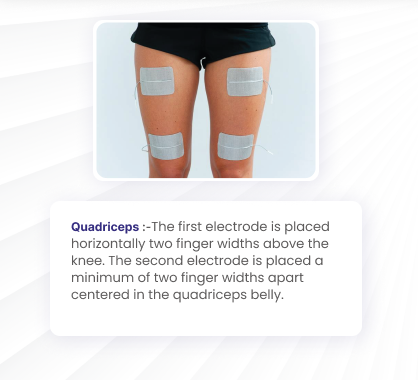 Quadriceps :-The first electrode is placed
horizontally two finger widths above the
knee. The second electrode is placed a
minimum of two finger widths apart
centered in the quadriceps belly.